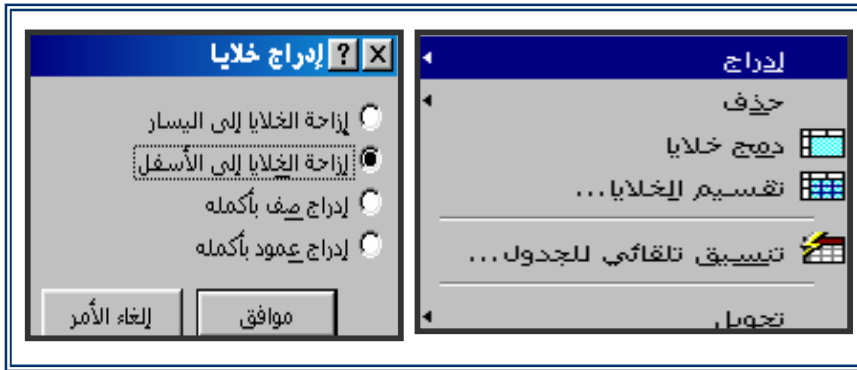 إدراج
حذف
دمج خلايا
تقسيم الخلايا...
تنسيق تلقائي للجدول...
تحويل
إدراج خلايا
إزاحة الخلايا إلى اليسار
إزاحة الخلايا إلى الأسفل
إدراج صف بأكمله
إدراج عمود بأكمله
موافق
إلغاء الأمر